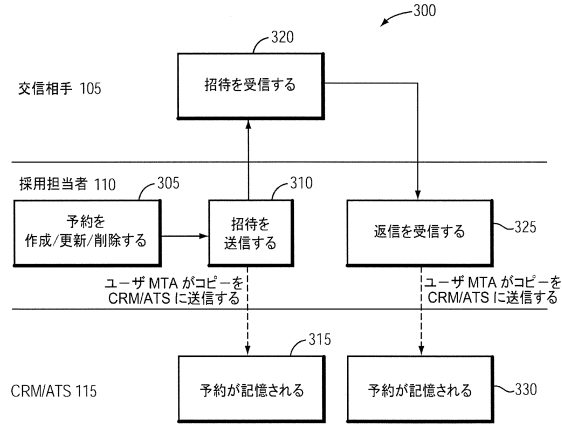 300
320
交信相手 105
招待を受信する
採用担当者 110
305
310
予約を
作成/更新/削除する
招待を
送信する
返信を受信する
325
ユーザ MTA がコピーを
CRM/ATS に送信する
ユーザ MTA がコピーを
CRM/ATS に送信する
315
CRM/ATS 115
予約が記憶される
予約が記憶される
330